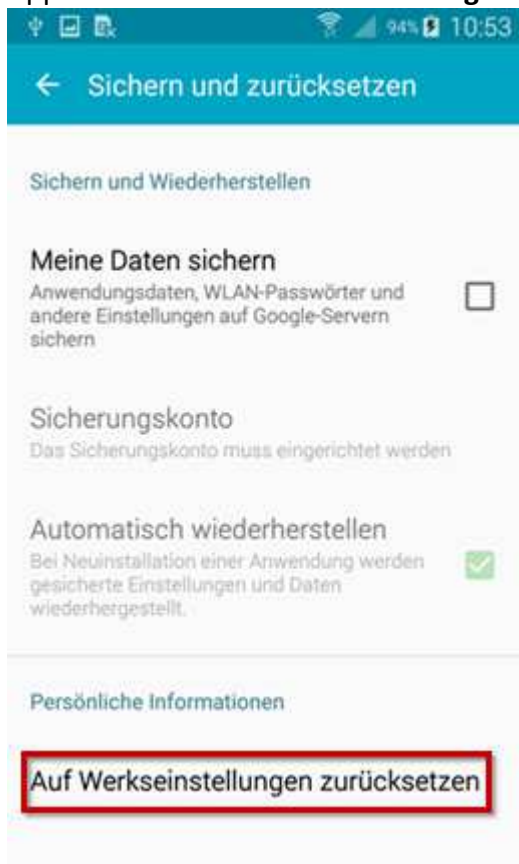 94% 10:53
Sichern und zurücksetzen
Sichern und Wiederherstellen
Meine Daten sichern
Anwendungsdaten, WLAN-Passwörter und
andere Einstellungen auf Google-Servern
sichern
Sicherungskonto
Das Sicherungskonto muss eingerichtet werden
Automatisch wiederherstellen
Bei Neuinstallation einer Anwendung werden
gesicherte Einstellungen und Daten
wiederhergestellt.
Persönliche Informationen
Auf Werkseinstellungen zurücksetzen